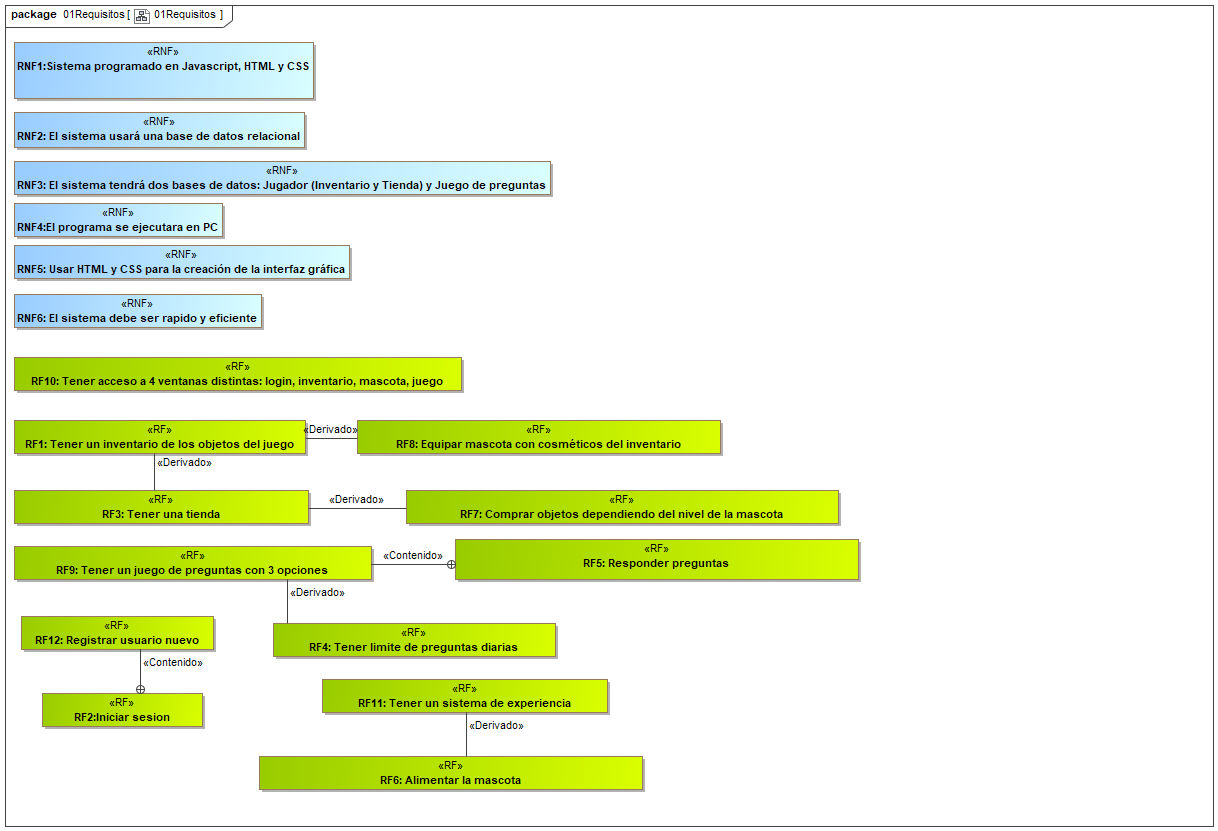 package 01Requisitos [ 01Requisitos ]
«RNF»
RNF1:Sistema programado en Javascript, HTML y CSS
«RNF»
RNF2: El sistema usará una base de datos relacional
«RNF»
RNF3: El sistema tendrá dos bases de datos: Jugador (Inventario y Tienda) y Juego de preguntas
«RNF»
RNF4:El programa se ejecutara en PC
«RNF»
RNF5: Usar HTML y CSS para la creación de la interfaz gráfica
«RNF»
RNF6: El sistema debe ser rapido y eficiente
«RF»
RF10: Tener acceso a 4 ventanas distintas: login, inventario, mascota, juego
«RF»
RF1: Tener un inventario de los objetos del juego
«Derivado»
«RF»
RF8: Equipar mascota con cosméticos del inventario
«Derivado»
«RF»
RF3: Tener una tienda
«Derivado»
«RF»
RF7: Comprar objetos dependiendo del nivel de la mascota
«RF»
RF9: Tener un juego de preguntas con 3 opciones
«Contenido»
«RF»
RF5: Responder preguntas
«Derivado»
«RF»
RF12: Registrar usuario nuevo
«RF»
RF4: Tener limite de preguntas diarias
«Contenido»
«RF»
RF2:Iniciar sesion
«RF»
RF11: Tener un sistema de experiencia
«Derivado»
«RF»
RF6: Alimentar la mascota